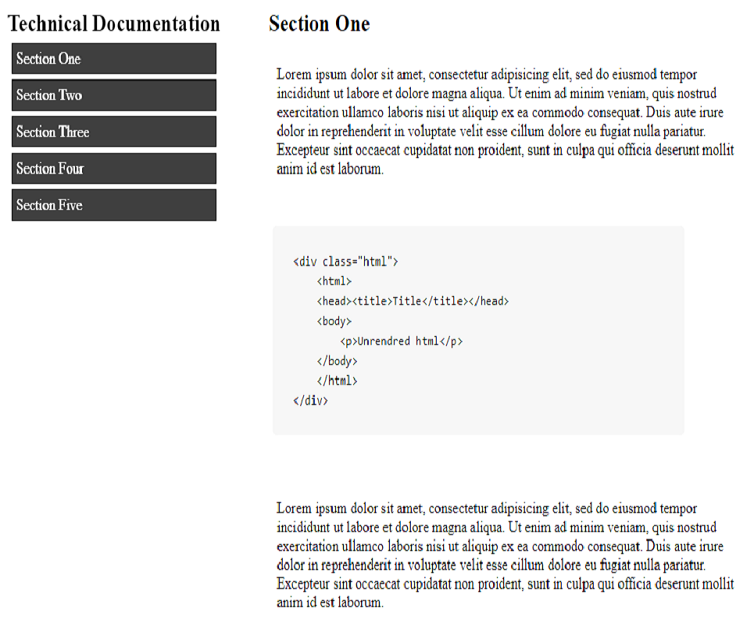 Technical Documentation
Section One
Section Two
Section Three
Section Four
Section Five
Section One
Lorem ipsum dolor sit amet, consectetur adipisicing elit, sed do eiusmod tempor
incididunt ut labore et dolore magna aliqua. Ut enim ad minim veniam, quis nostrud
exercitation ullamco laboris nisi ut aliquip ex ea commodo consequat. Duis aute irure
dolor in reprehenderit in voluptate velit esse cillum dolore eu fugiat nulla pariatur.
Excepteur sint occaecat cupidatat non proident, sunt in culpa qui officia deserunt mollit
anim id est laborum.
<div class="html">
<html>
<head><title>Title</title></head>
<body>
<p>Unrendred html</p>
</body>
</html>
</div>
Lorem ipsum dolor sit amet, consectetur adipisicing elit, sed do eiusmod tempor
incididunt ut labore et dolore magna aliqua. Ut enim ad minim veniam, quis nostrud
exercitation ullamco laboris nisi ut aliquip ex ea commodo consequat. Duis aute irure
dolor in reprehenderit in voluptate velit esse cillum dolore eu fugiat nulla pariatur.
Excepteur sint occaecat cupidatat non proident, sunt in culpa qui officia deserunt mollit
anim id est laborum.